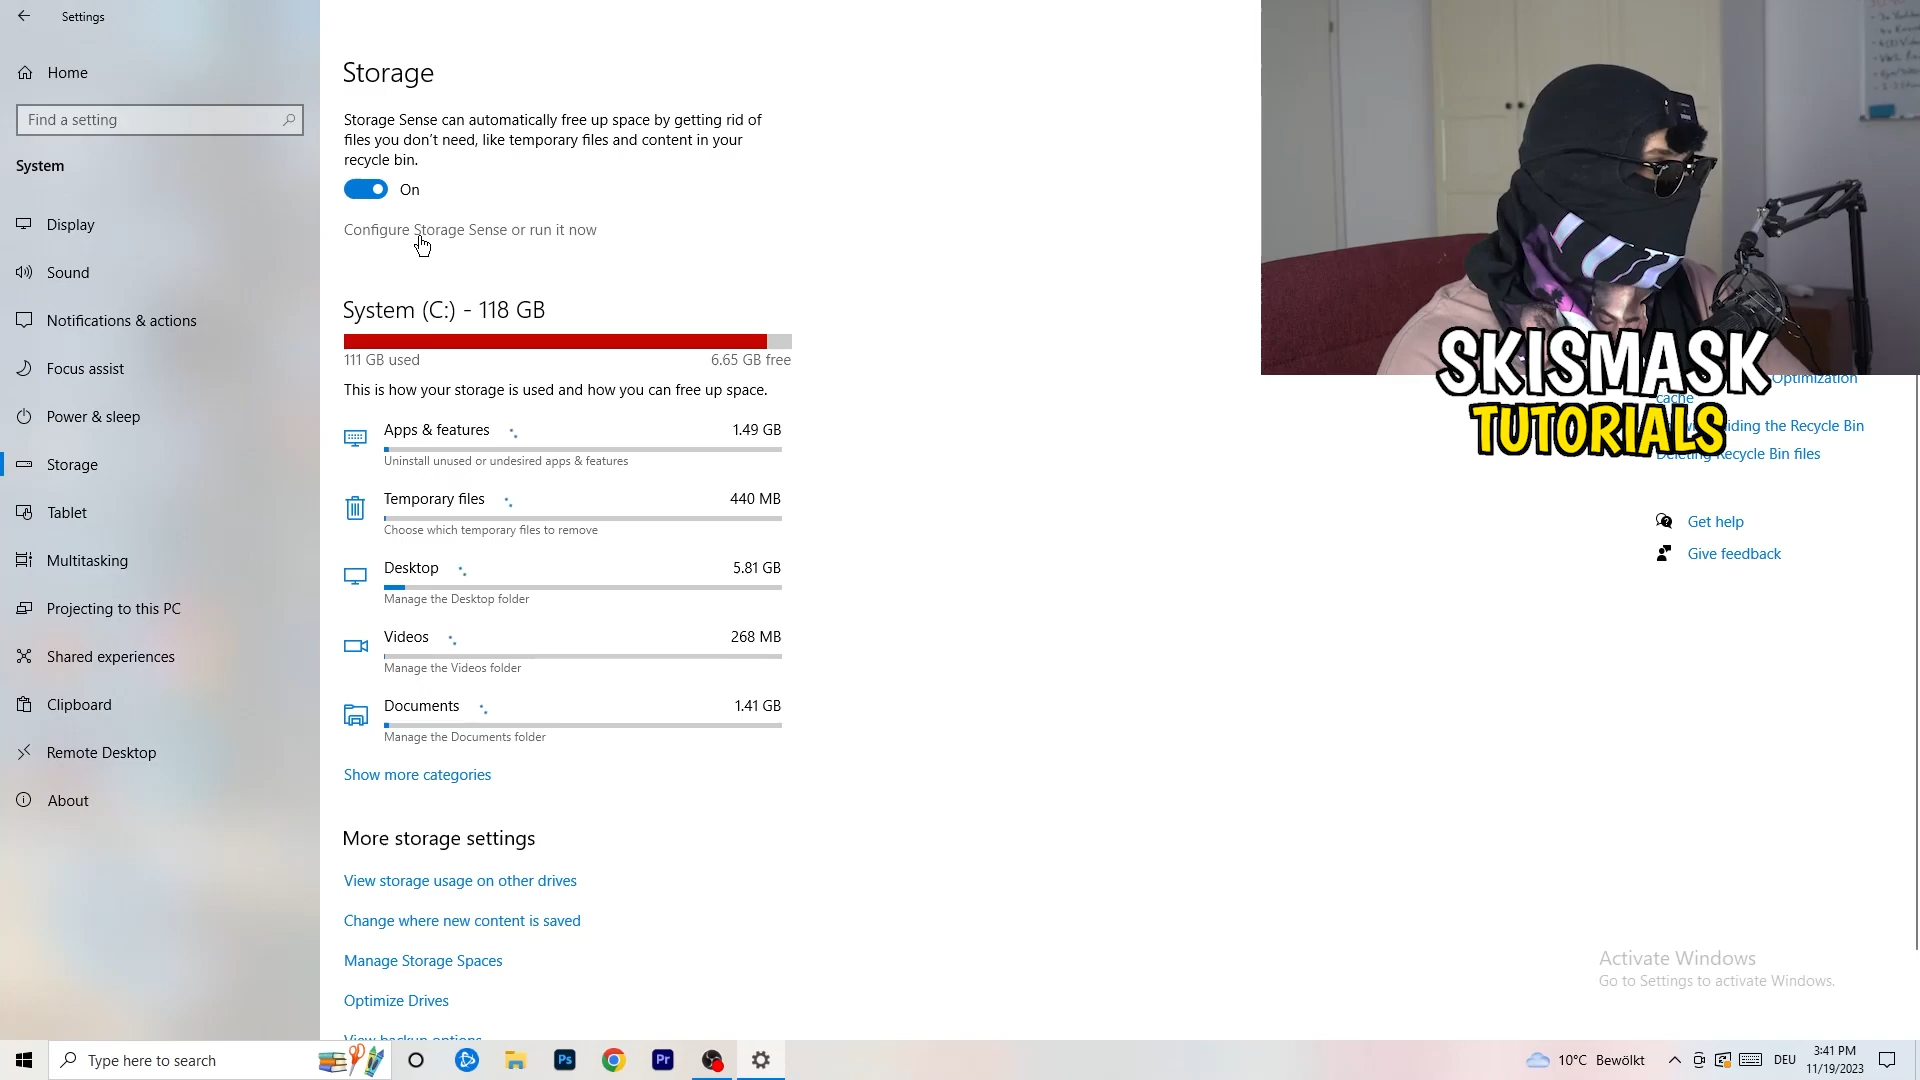 Settings
Home
Find a setting
System
Display
Sound
Notifications & actions
Focus assist
Power & sleep
Storage
Tablet
Multitasking
Projecting to this PC
Shared experiences
Clipboard
Remote Desktop
About
Storage
Storage Sense can automatically free up space by getting rid of
files you don't need, like temporary files and content in your
recycle bin.
On
Configure Storage Sense or run it now
System (C:) - 118 GB
111 GB used
6.65 GB free
This is how your storage is used and how you can free up space.
Apps & features
1.49 GB
Uninstall unused or undesired apps & features
Temporary files
440 MB
Choose which temporary files to remove
Desktop
5.81 GB
Manage the Desktop folder
Videos
268 MB
Manage the Videos folder
Documents
1.41 GB
Manage the Documents folder
Show more categories
More storage settings
View storage usage on other drives
Change where new content is saved
Manage Storage Spaces
Optimize Drives
View backup options
SKISMASK
TUTORIALS
Optimization
cache
the Recycle Bin
Recycle Bin files
Get help
Give feedback
Activate Windows
Go to Settings to activate Windows.
Type here to search
Ps
Pr
10°C Bewölkt
DEU
3:41 PM
11/19/2023